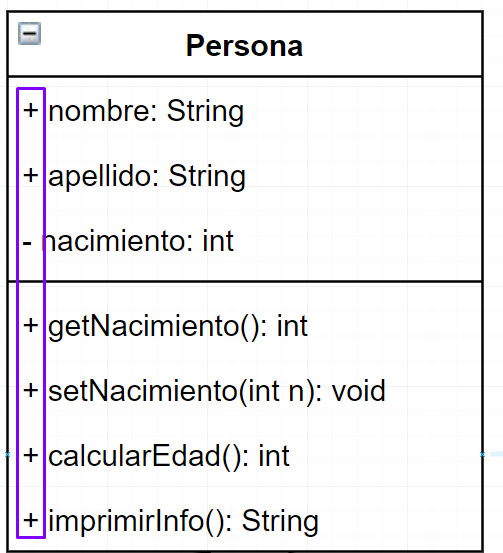 Persona
+ nombre: String
+ apellido: String
- nacimiento: int
+ getNacimiento(): int
+ setNacimiento(int n): void
+ calcularEdad(): int
+ imprimirInfo(): String